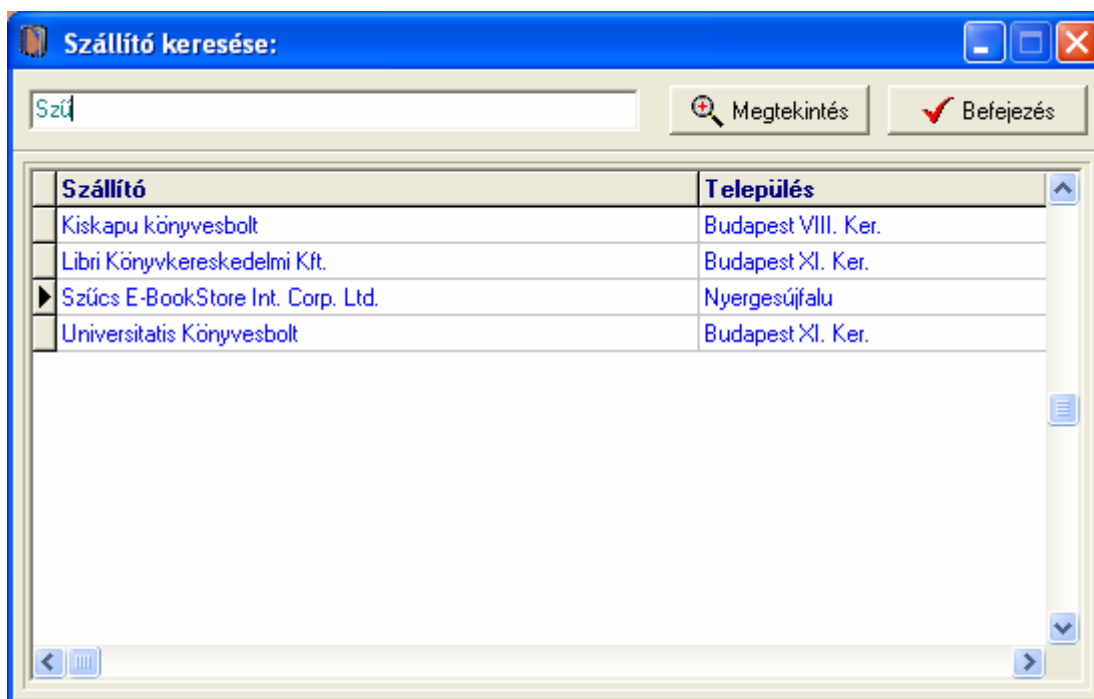 Szállító keresése:
Szű
Megtekintés
Befejezés
Szállító Település
Kiskapu könyvesbolt Budapest VIII. Ker.
Libri Könyvkereskedelmi Kft. Budapest XI. Ker.
Szűcs E-BookStore Int. Corp. Ltd. Nyergesújfalu
Universitatis Könyvesbolt Budapest XI. Ker.